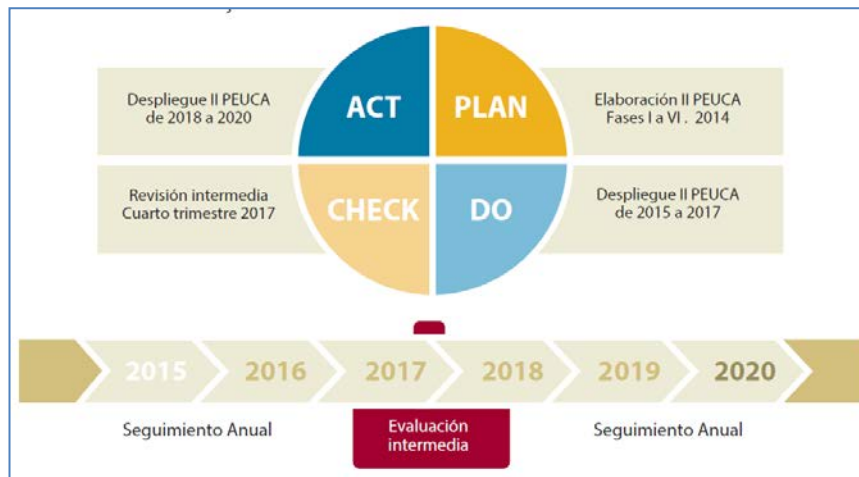 Despliegue II PEUCA
de 2018 a 2020
ACT
PLAN
Elaboración II PEUCA
Fases I a VI . 2014
Revisión intermedia
Cuarto trimestre 2017
CHECK
DO
Despliegue II PEUCA
de 2015 a 2017
2015
2016
2017
2018
2019
2020
Seguimiento Anual
Evaluación
intermedia
Seguimiento Anual